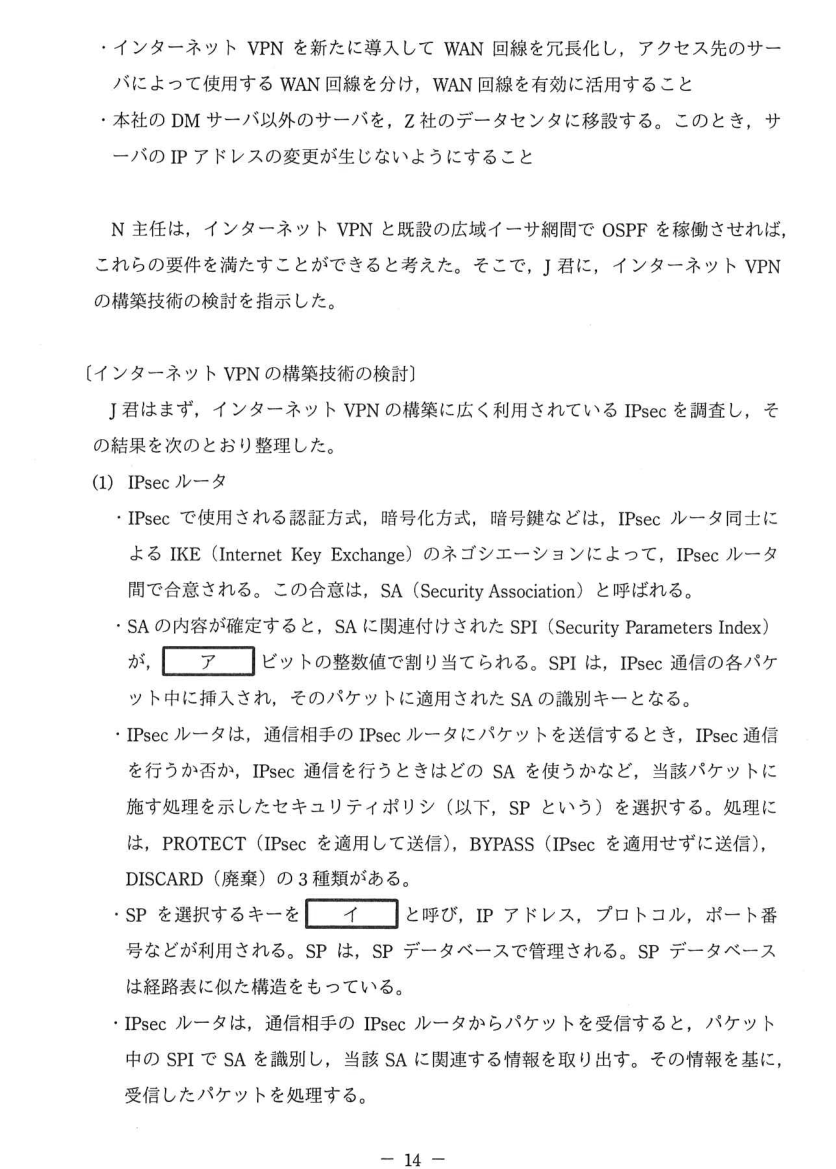 ・インターネット VPN を新たに導入して WAN 回線を冗長化し，アクセス先のサー
バによって使用する WAN 回線を分け，WAN 回線を有効に活用すること
・本社の DM サーバ以外のサーバを，Z 社のデータセンタに移設する。このとき，サ
ーバの IP アドレスの変更が生じないようにすること
N 主任は，インターネット VPN と既設の広域イーサ網間で OSPF を稼働させれば，
これらの要件を満たすことができると考えた。そこで，J 君に，インターネット VPN
の構築技術の検討を指示した。
〔インターネット VPN の構築技術の検討〕
J 君はまず，インターネット VPN の構築に広く利用されている IPsec を調査し，そ
の結果を次のとおり整理した。
(1) IPsec ルータ
・IPsec で使用される認証方式，暗号化方式，暗号鍵などは，IPsec ルータ同士に
よる IKE（Internet Key Exchange）のネゴシエーションによって，IPsec ルータ
間で合意される。この合意は，SA（Security Association）と呼ばれる。
・SA の内容が確定すると，SA に関連付けされた SPI（Security Parameters Index）
が， ア ビットの整数値で割り当てられる。SPI は，IPsec 通信の各パケ
ット中に挿入され，そのパケットに適用された SA の識別キーとなる。
・IPsec ルータは，通信相手の IPsec ルータにパケットを送信するとき，IPsec 通信
を行うか否か，IPsec 通信を行うときはどの SA を使うかなど，当該パケットに
施す処理を示したセキュリティポリシ（以下，SP という）を選択する。処理に
は，PROTECT（IPsec を適用して送信），BYPASS（IPsec を適用せずに送信），
DISCARD（廃棄）の 3 種類がある。
・SP を選択するキーを イ と呼び，IP アドレス，プロトコル，ポート番
号などが利用される。SP は，SP データベースで管理される。SP データベース
は経路表に似た構造をもっている。
・IPsec ルータは，通信相手の IPsec ルータからパケットを受信すると，パケット
中の SPI で SA を識別し，当該 SA に関連する情報を取り出す。その情報を基に，
受信したパケットを処理する。
－ 14 －